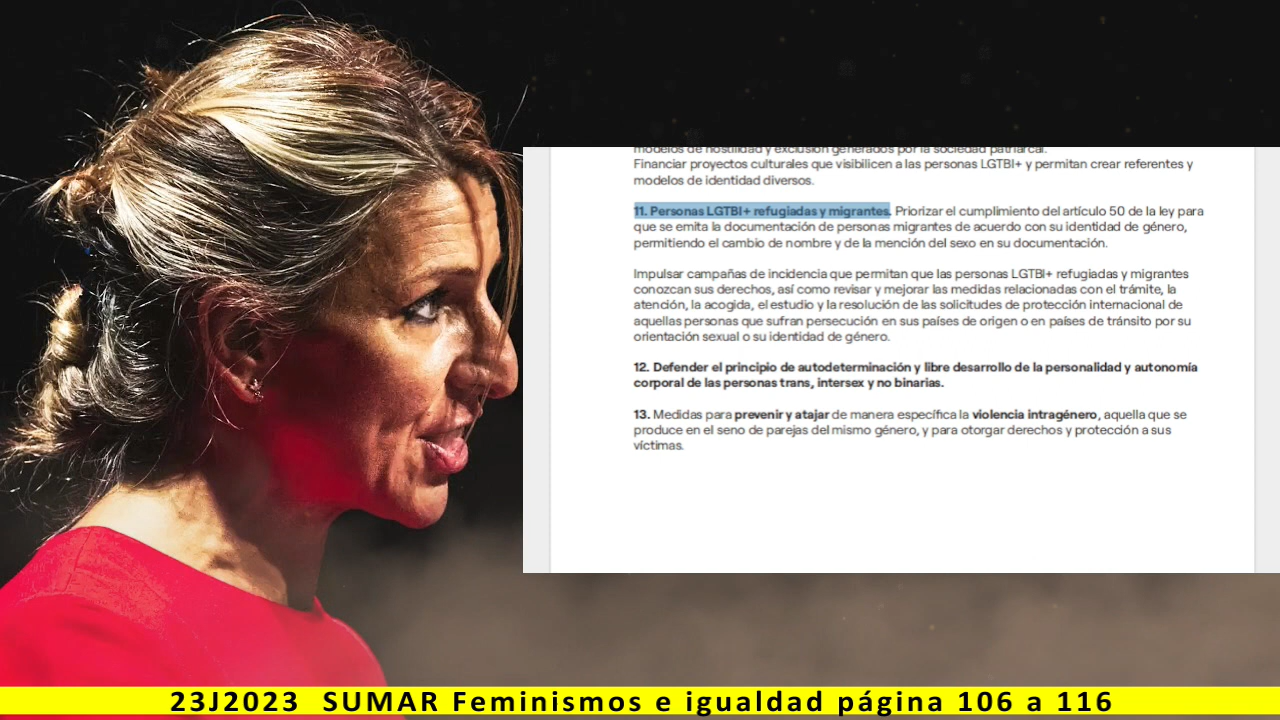 modelos de hostilidad y exclusión generados por la sociedad patriarcal.
Financiar proyectos culturales que visibilicen a las personas LGTBI+ y permitan crear referentes y
modelos de identidad diversos.
11. Personas LGTBI+ refugiadas y migrantes. Priorizar el cumplimiento del artículo 50 de la ley para
que se emita la documentación de personas migrantes de acuerdo con su identidad de género,
permitiendo el cambio de nombre y de la mención del sexo en su documentación.
Impulsar campañas de incidencia que permitan que las personas LGTBI+ refugiadas y migrantes
conozcan sus derechos, así como revisar y mejorar las medidas relacionadas con el trámite, la
atención, la acogida, el estudio y la resolución de las solicitudes de protección internacional de
aquellas personas que sufran persecución en sus países de origen o en países de tránsito por su
orientación sexual o su identidad de género.
12. Defender el principio de autodeterminación y libre desarrollo de la personalidad y autonomía
corporal de las personas trans, intersex y no binarias.
13. Medidas para prevenir y atajar de manera específica la violencia intragénero, aquella que se
produce en el seno de parejas del mismo género, y para otorgar derechos y protección a sus
víctimas.
23J2023 SUMAR Feminismos e igualdad página 106 a 116